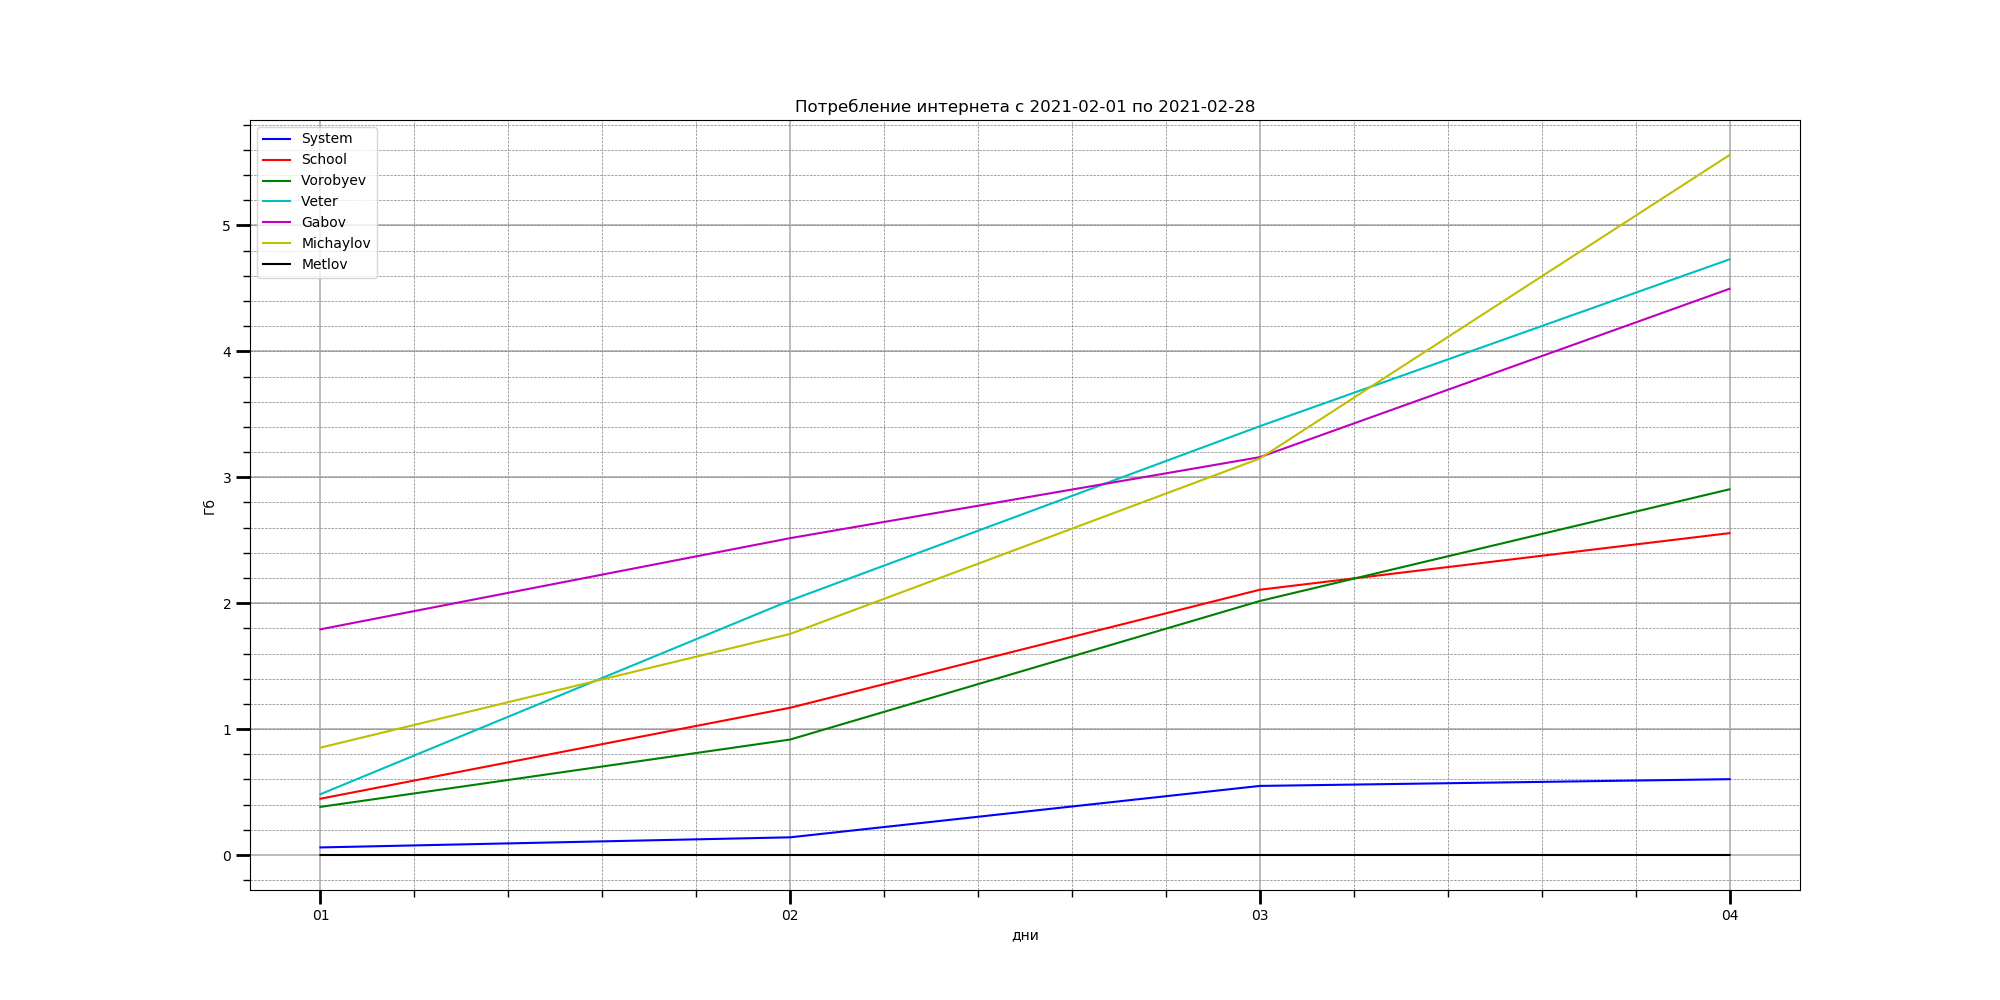 Потребление интернета с 2021-02-01 по 2021-02-28
System
School
Vorobyev
Veter
Gabov
Michaylov
Metlov
5
4
3
2
1
0
Гб
01 02 03 04
дни